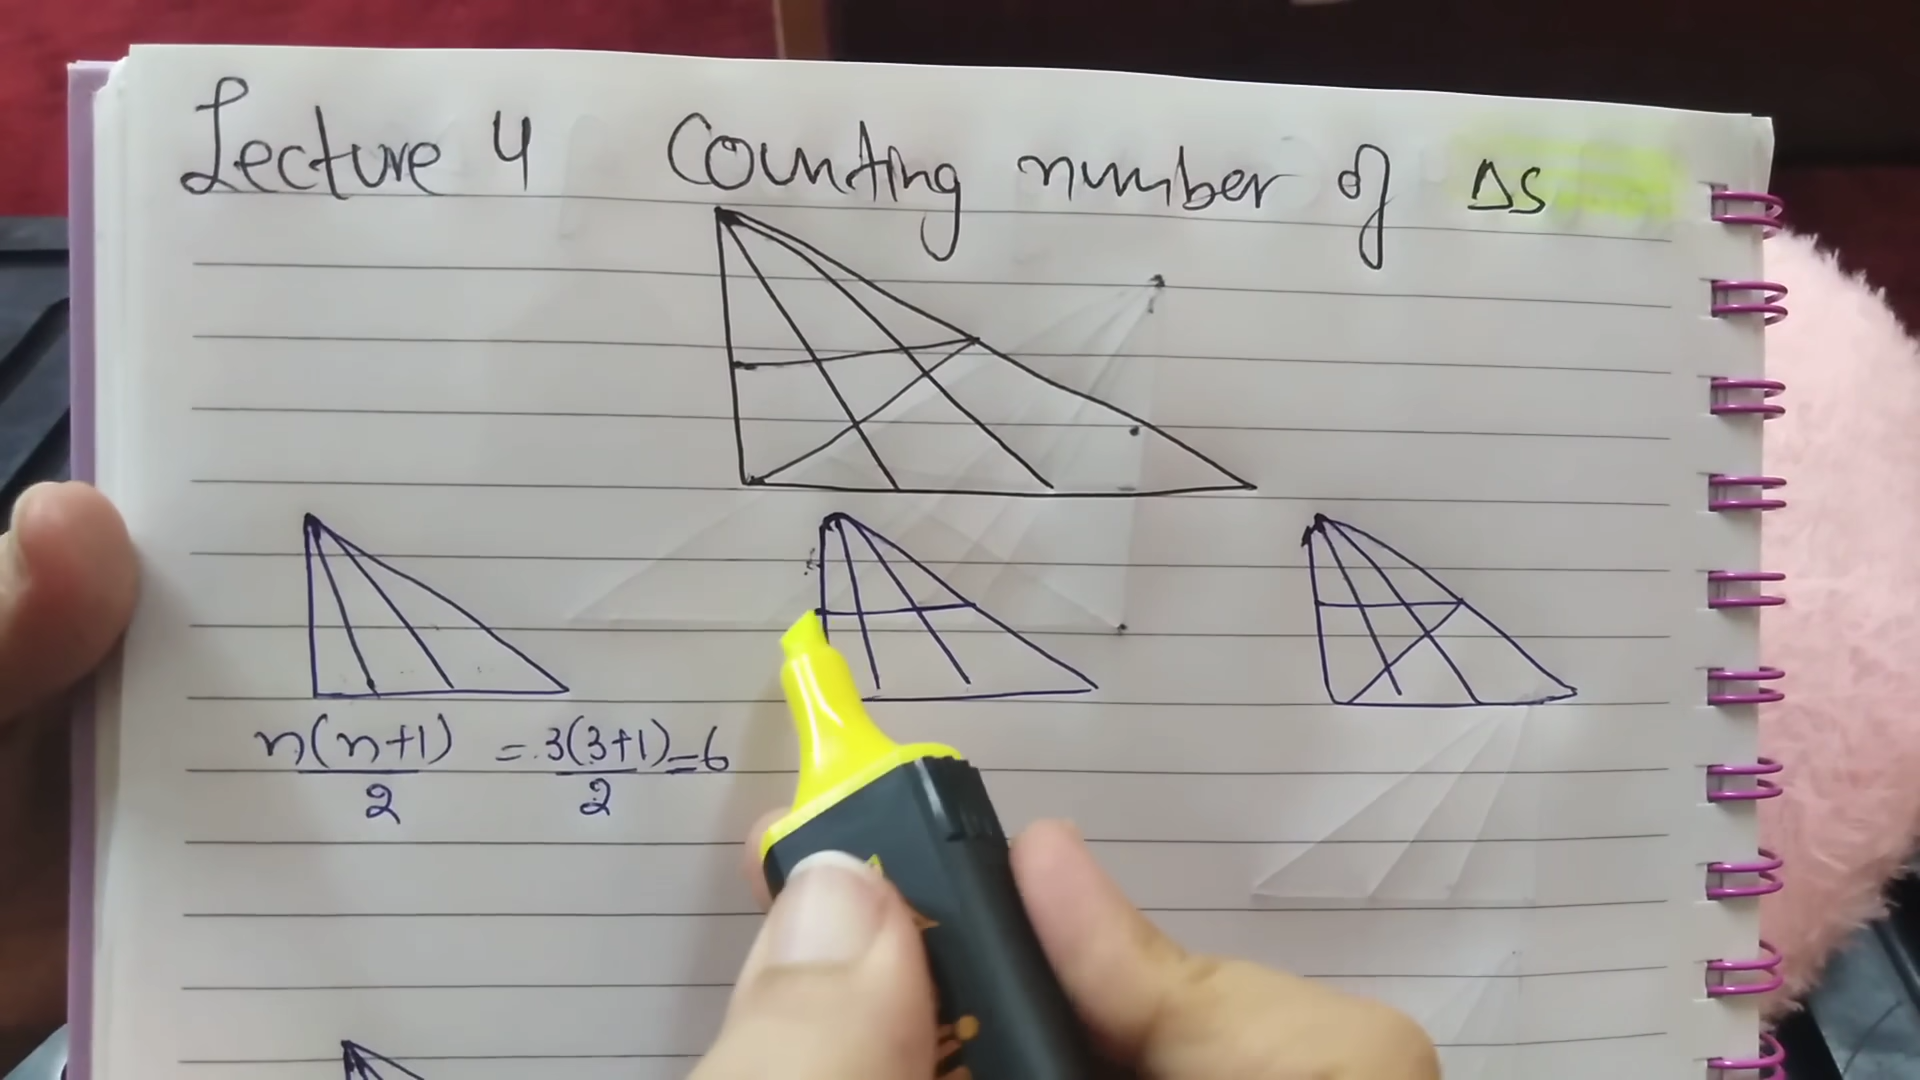 Lecture 4 Counting number of ΔS
n(n+1)/2 = 3(3+1)/2 = 6